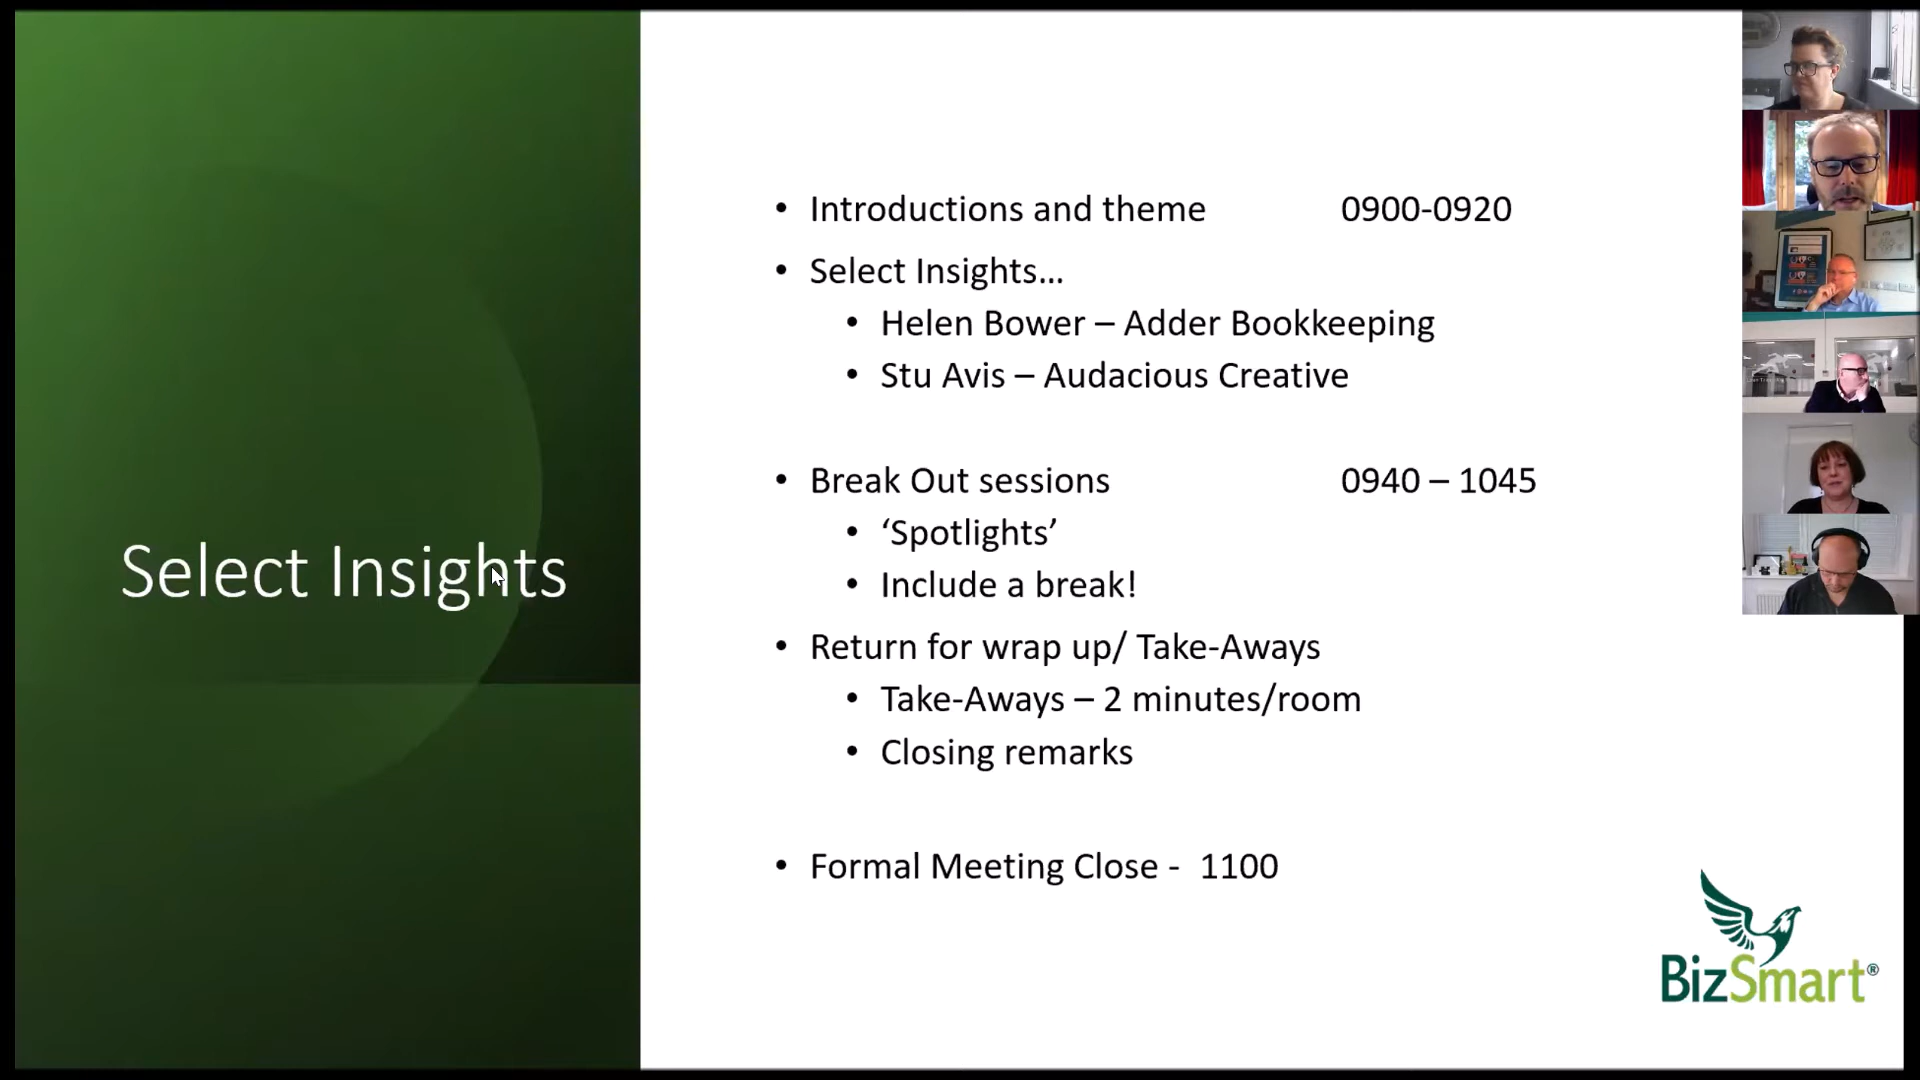 Select Insights
• Introductions and theme 0900-0920
• Select Insights...
• Helen Bower – Adder Bookkeeping
• Stu Avis – Audacious Creative
• Break Out sessions 0940 – 1045
• ‘Spotlights’
• Include a break!
• Return for wrap up/ Take-Aways
• Take-Aways – 2 minutes/room
• Closing remarks
• Formal Meeting Close - 1100
BizSmart®